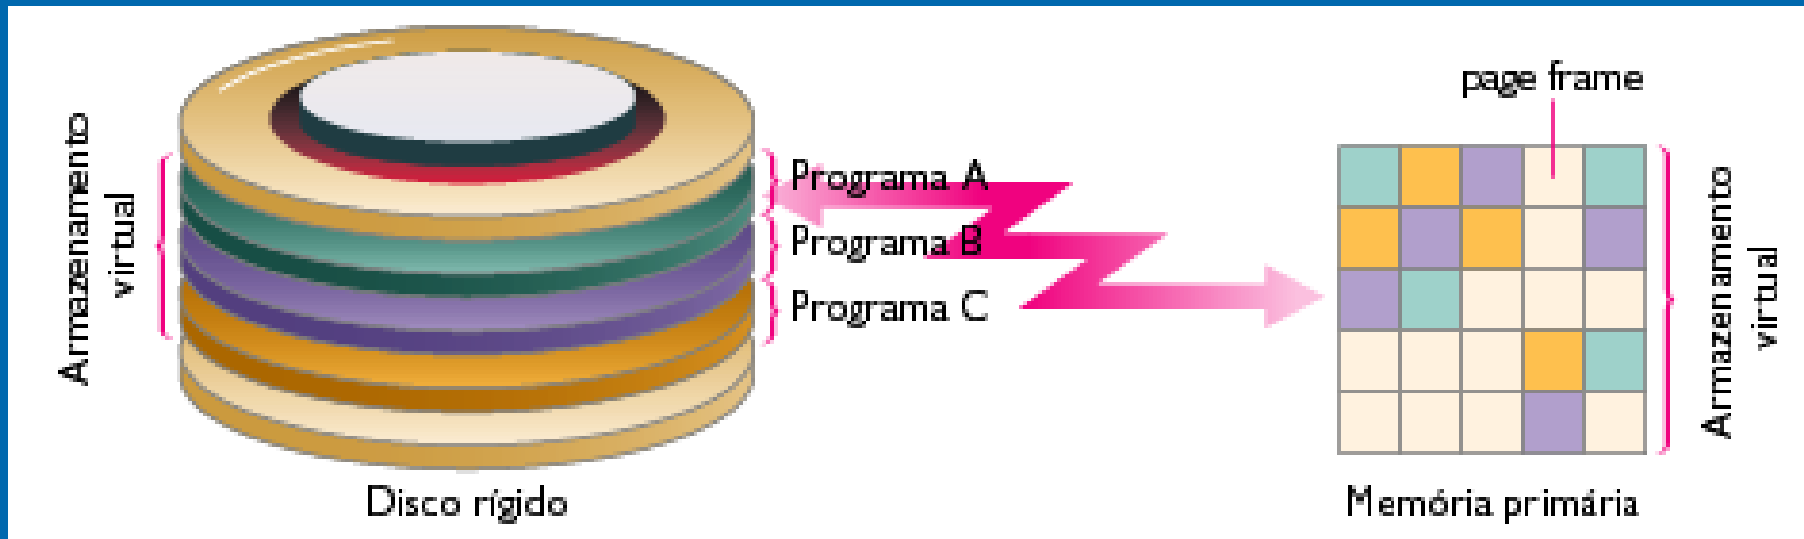 Armazenamento
virtual
Programa A
Programa B
Programa C
Disco rígido
page frame
Armazenamento
virtual
Memória primária